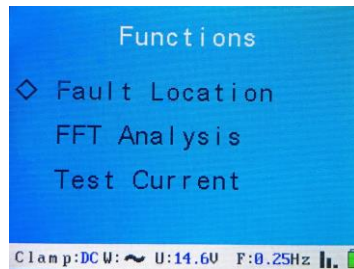 Functions
Fault Location
FFT Analysis
Test Current
Clamp:DC W:~ U:14.6V F:0.25Hz